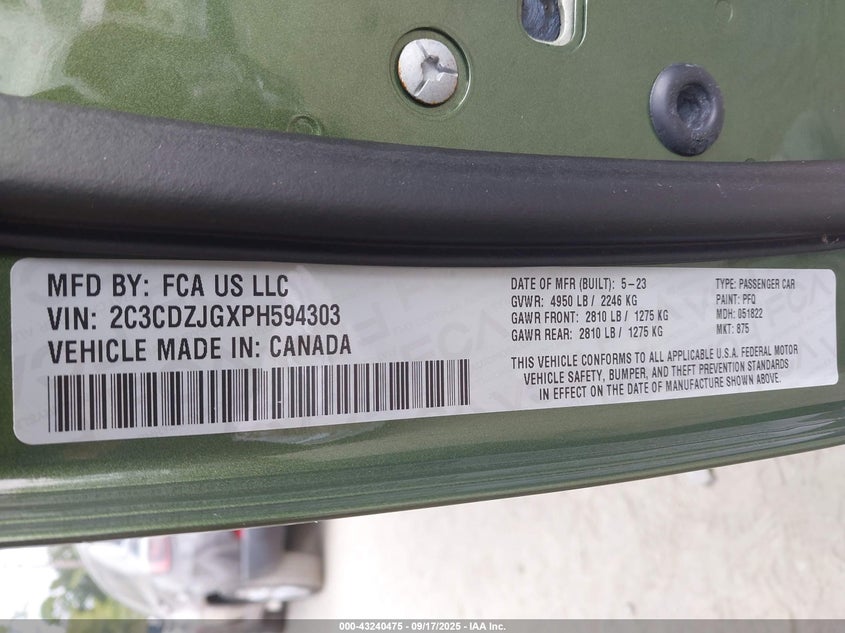 MFD BY: FCA US LLC
VIN: 2C3CDZJGXPH594303
VEHICLE MADE IN: CANADA
DATE OF MFR (BUILT): 5-23
GVWR: 4950 LB / 2246 KG
GAWR FRONT: 2810 LB / 1275 KG
GAWR REAR: 2810 LB / 1275 KG
TYPE: PASSENGER CAR
PAINT: PFQ
MDH: 051822
MKT: 875
THIS VEHICLE CONFORMS TO ALL APPLICABLE U.S.A. FEDERAL MOTOR
VEHICLE SAFETY, BUMPER, AND THEFT PREVENTION STANDARDS
IN EFFECT ON THE DATE OF MANUFACTURE SHOWN ABOVE.
000-43240475 - 09/17/2025 - IAA Inc.